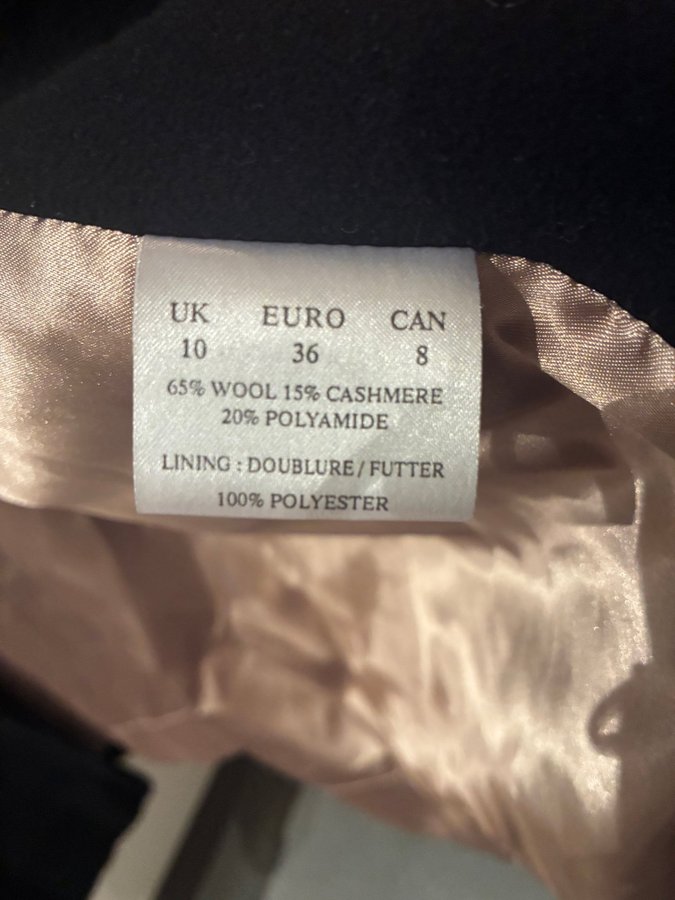 UK EURO CAN
10 36 8
65% WOOL 15% CASHMERE
20% POLYAMIDE
LINING : DOUBLURE / FUTTER
100% POLYESTER